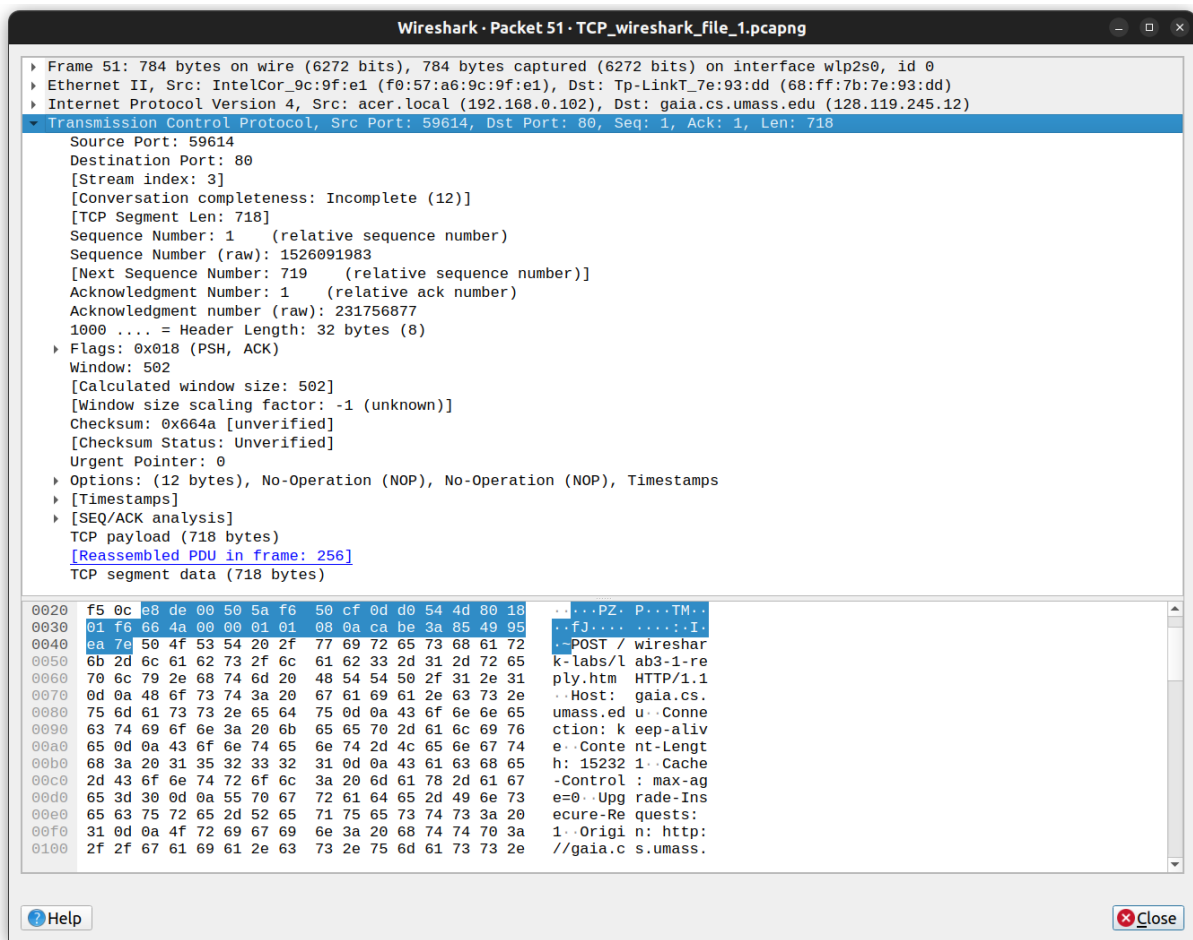 Wireshark · Packet 51 · TCP_wireshark_file_1.pcapng
Frame 51: 784 bytes on wire (6272 bits), 784 bytes captured (6272 bits) on interface wlp2s0, id 0
Ethernet II, Src: IntelCor_9c:9f:e1 (f0:57:a6:9c:9f:e1), Dst: Tp-LinkT_7e:93:dd (68:ff:7b:7e:93:dd)
Internet Protocol Version 4, Src: acer.local (192.168.0.102), Dst: gaia.cs.umass.edu (128.119.245.12)
Transmission Control Protocol, Src Port: 59614, Dst Port: 80, Seq: 1, Ack: 1, Len: 718
Source Port: 59614
Destination Port: 80
[Stream index: 3]
[Conversation completeness: Incomplete (12)]
[TCP Segment Len: 718]
Sequence Number: 1    (relative sequence number)
Sequence Number (raw): 1526091983
[Next Sequence Number: 719    (relative sequence number)]
Acknowledgment Number: 1    (relative ack number)
Acknowledgment number (raw): 231756877
1000 .... = Header Length: 32 bytes (8)
Flags: 0x018 (PSH, ACK)
Window: 502
[Calculated window size: 502]
[Window size scaling factor: -1 (unknown)]
Checksum: 0x664a [unverified]
[Checksum Status: Unverified]
Urgent Pointer: 0
Options: (12 bytes), No-Operation (NOP), No-Operation (NOP), Timestamps
[Timestamps]
[SEQ/ACK analysis]
TCP payload (718 bytes)
[Reassembled PDU in frame: 256]
TCP segment data (718 bytes)
0020  f5 0c e8 de 00 50 5a f6  50 cf 0d d0 54 4d 80 18   ·····PZ· P···TM··
0030  01 f6 66 4a 00 00 01 01  08 0a ca be 3a 85 49 95   ··fJ···· ····:·I·
0040  ea 7e 50 4f 53 54 20 2f  77 69 72 65 73 68 61 72   ·~POST / wireshar
0050  6b 2d 6c 61 62 73 2f 6c  61 62 33 2d 31 2d 72 65   k-labs/l ab3-1-re
0060  70 6c 79 2e 68 74 6d 20  48 54 54 50 2f 31 2e 31   ply.htm  HTTP/1.1
0070  0d 0a 48 6f 73 74 3a 20  67 61 69 61 2e 63 73 2e   ··Host:  gaia.cs.
0080  75 6d 61 73 73 2e 65 64  75 0d 0a 43 6f 6e 6e 65   umass.ed u··Conne
0090  63 74 69 6f 6e 3a 20 6b  65 65 70 2d 61 6c 69 76   ction: k eep-aliv
00a0  65 0d 0a 43 6f 6e 74 65  6e 74 2d 4c 65 6e 67 74   e··Conte nt-Lengt
00b0  68 3a 20 31 35 32 33 32  31 0d 0a 43 61 63 68 65   h: 15232 1··Cache
00c0  2d 43 6f 6e 74 72 6f 6c  3a 20 6d 61 78 2d 61 67   -Control : max-ag
00d0  65 3d 30 0d 0a 55 70 67  72 61 64 65 2d 49 6e 73   e=0··Upg rade-Ins
00e0  65 63 75 72 65 2d 52 65  71 75 65 73 74 73 3a 20   ecure-Re quests:
00f0  31 0d 0a 4f 72 69 67 69  6e 3a 20 68 74 74 70 3a   1··Origi n: http:
0100  2f 2f 67 61 69 61 2e 63  73 2e 75 6d 61 73 73 2e   //gaia.c s.umass.
Help
Close